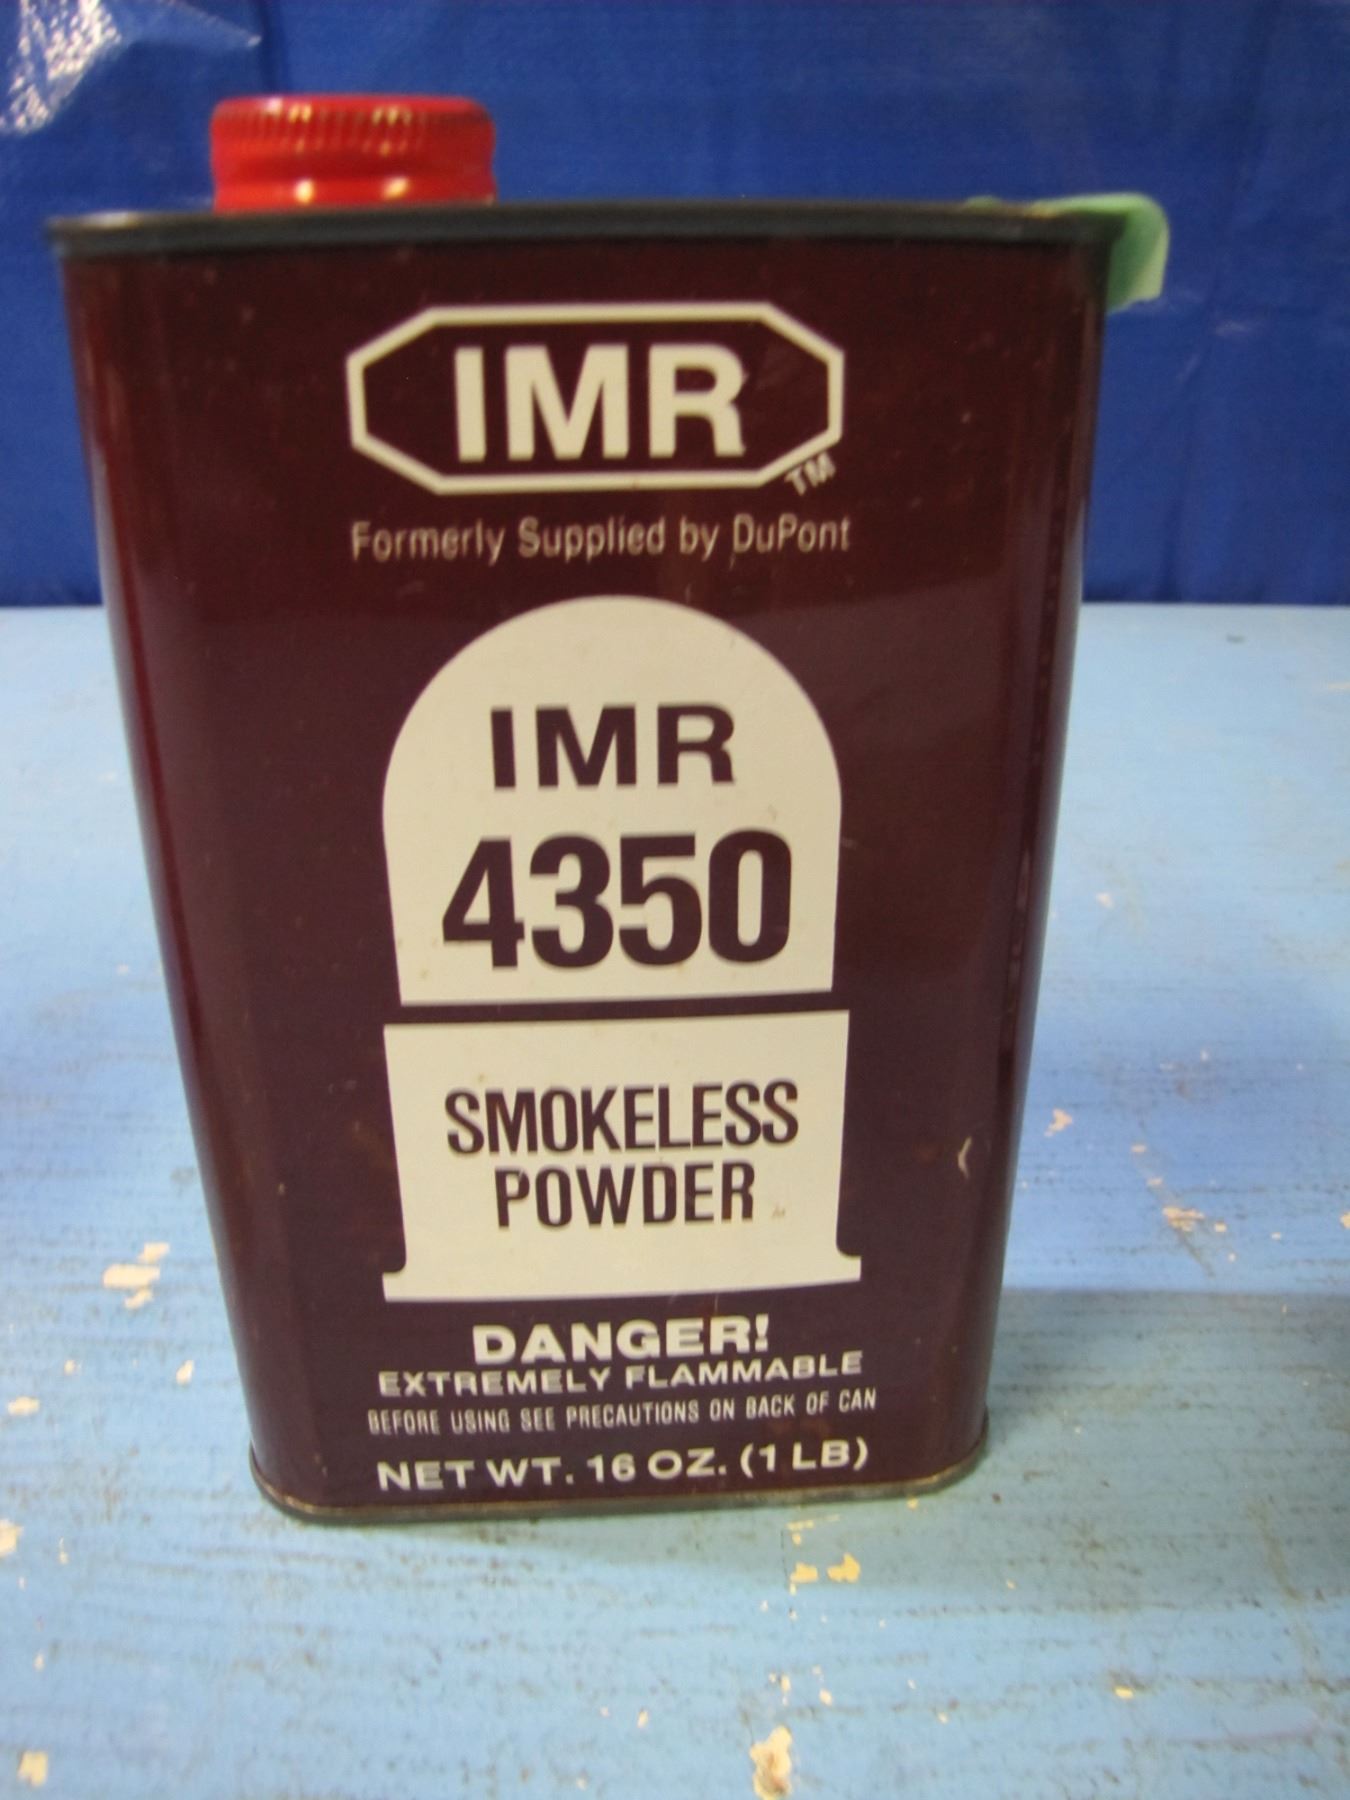 IMR
TM
Formerly Supplied by DuPont
IMR
4350
SMOKELESS
POWDER
DANGER!
EXTREMELY FLAMMABLE
BEFORE USING SEE PRECAUTIONS ON BACK OF CAN
NET WT. 16 OZ. (1 LB)